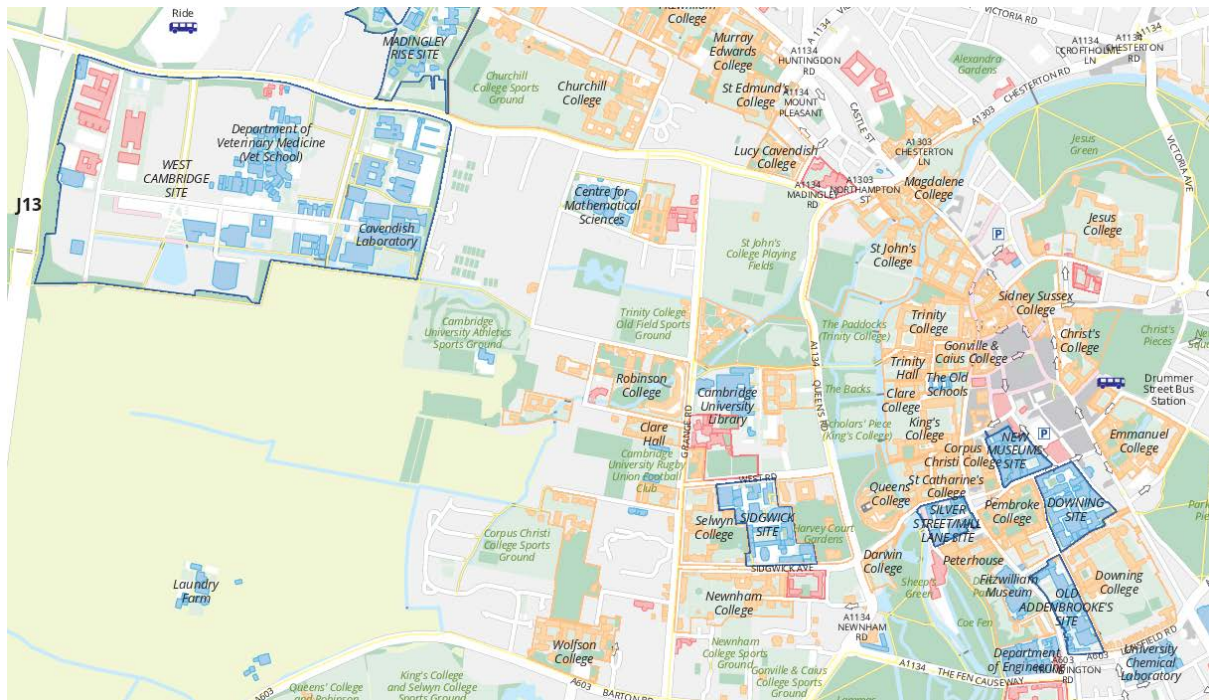 Ride
MADINGLEY
RISE SITE
Fitzwilliam
College
Murray
Edwards
College
St Edmund's
College
Churchill
College Sports
Ground
Churchill
College
A 1134
A1134
HUNTINGDON
RD
A1134
MOUNT
PLEASANT
CASTLE ST
VICTORIA RD
A1134
CROFTHOLME
LN
A1134
CHESTERTON
RD
Alexandra
Gardens
A1303
CHESTERTON RD
Jesus
Green
VICTORIA AVE
Department of
Veterinary Medicine
(Vet School)
WEST
CAMBRIDGE
SITE
J13
Cavendish
Laboratory
Lucy Cavendish
College
A1134
MADINGLEY
RD
A1303
NORTHAMPTON
ST
A1303
CHESTERTON
LN
Magdalene
College
Centre for
Mathematical
Sciences
St John's
College Playing
Fields
St John's
College
Jesus
College
P
Sidney Sussex
College
Cambridge
University Athletics
Sports Ground
Trinity College
Old Field Sports
Ground
The Paddocks
(Trinity College)
Trinity
College
Gonville &
Caius College
Christ's
College
Christ's
Pieces
A1134
QUEEN'S RD
The Backs
Trinity
Hall
The Old
Schools
Clare
College
Drummer
Street Bus
Station
Robinson
College
Cambridge
University
Library
GRANGE RD
Scholars' Piece
(King's College)
King's
College
Clare
Hall
Cambridge
University Rugby
Union Football
Club
P
NEW
MUSEUMS
SITE
Emmanuel
College
Corpus
Christi College
St Catharine's
College
Queens'
College
WEST RD
Selwyn
College
SIDGWICK
SITE
Harvey Court
Gardens
SILVER
STREET/MILL
LANE SITE
Pembroke
College
DOWNING
SITE
Corpus Christi
College Sports
Ground
SIDGWICK AVE
Darwin
College
Peterhouse
Laundry
Farm
Newnham
College
Sheep's
Green
Fitzwilliam
Museum
Downing
College
OLD
ADDENBROOKE'S
SITE
Coe Fen
A1134
NEWNHAM
RD
Wolfson
College
Newnham
College Sports
Ground
Department
of Engineering
A603
A603
University
Chemical
Laboratory
A1134
THE FEN CAUSEWAY
King's College
and Selwyn College
Sports Ground
Queens' College
and Robinson
Gonville & Caius
College Sports
Ground
A603
A603
BARTON RD